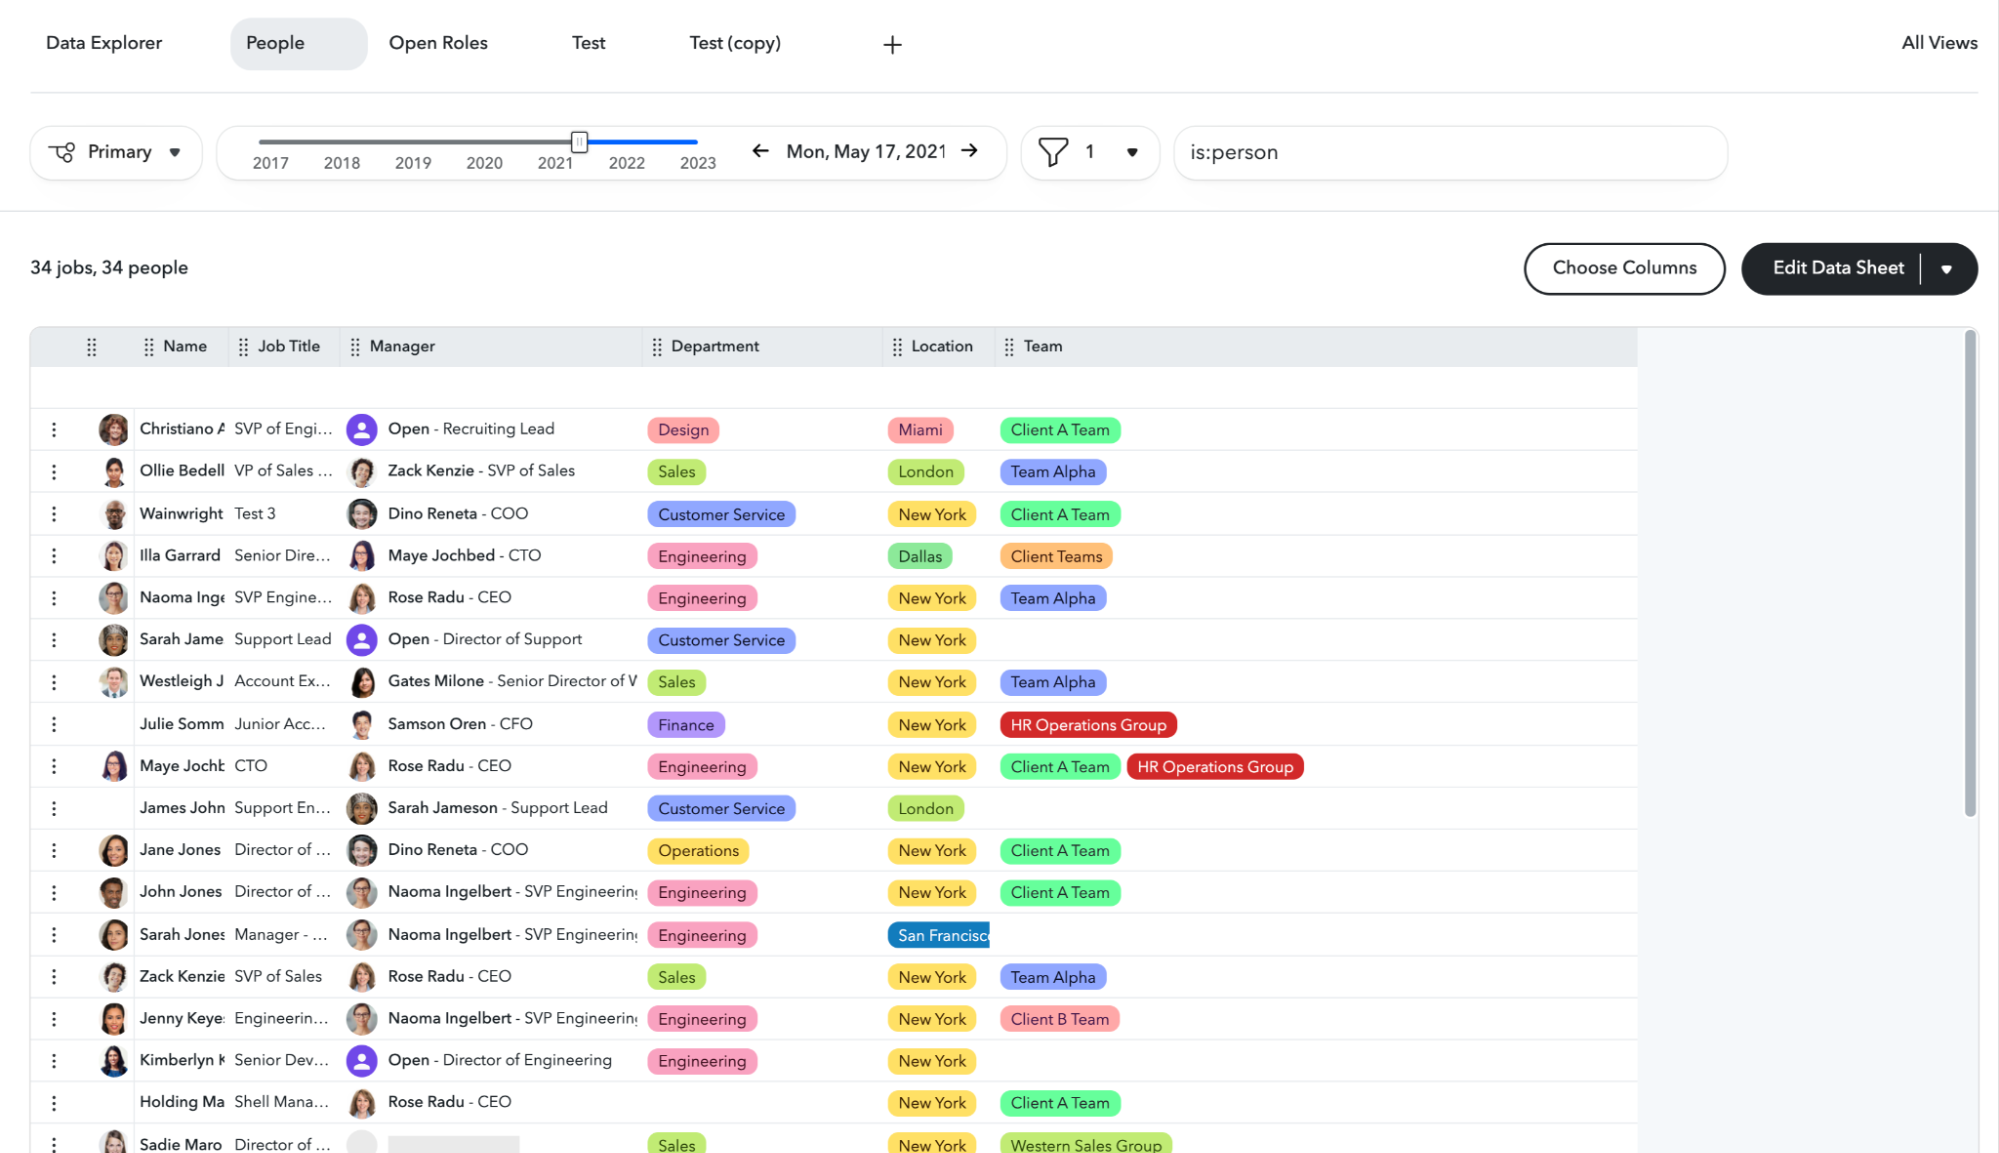 Data Explorer People Open Roles Test Test (copy) + All Views
Primary 2017 2018 2019 2020 2021 2022 2023 Mon, May 17, 2021 1 is:person
34 jobs, 34 people Choose Columns Edit Data Sheet
Name Job Title Manager Department Location Team
Christiano A SVP of Engi... Open - Recruiting Lead Design Miami Client A Team
Ollie Bedell VP of Sales ... Zack Kenzie - SVP of Sales Sales London Team Alpha
Wainwright Test 3 Dino Reneta - COO Customer Service New York Client A Team
Illa Garrard Senior Dire... Maye Jochbed - CTO Engineering Dallas Client Teams
Naoma Inge SVP Engine... Rose Radu - CEO Engineering New York Team Alpha
Sarah Jame Support Lead Open - Director of Support Customer Service New York
Westleigh J Account Ex... Gates Milone - Senior Director of Sales New York Team Alpha
Julie Somm Junior Acc... Samson Oren - CFO Finance New York HR Operations Group
Maye Jochb CTO Rose Radu - CEO Engineering New York Client A Team HR Operations Group
James John Support En... Sarah Jameson - Support Lead Customer Service London
Jane Jones Director of ... Dino Reneta - COO Operations New York Client A Team
John Jones Director of ... Naoma Ingelbert - SVP Engineering Engineering New York Client A Team
Sarah Jones Manager - ... Naoma Ingelbert - SVP Engineering Engineering San Francisco
Zack Kenzie SVP of Sales Rose Radu - CEO Sales New York Team Alpha
Jenny Keye Engineerin... Naoma Ingelbert - SVP Engineering Engineering New York Client B Team
Kimberlyn K Senior Dev... Open - Director of Engineering Engineering New York
Holding Ma Shell Mana... Rose Radu - CEO New York Client A Team
Sadie Maro Director of ... Sales New York Western Sales Group